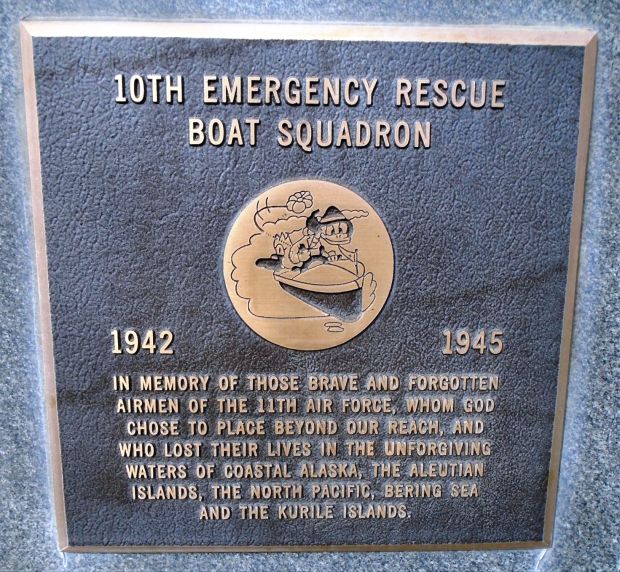 10TH EMERGENCY RESCUE
BOAT SQUADRON
1942 1945
IN MEMORY OF THOSE BRAVE AND FORGOTTEN
AIRMEN OF THE 11TH AIR FORCE, WHOM GOD
CHOSE TO PLACE BEYOND OUR REACH, AND
WHO LOST THEIR LIVES IN THE UNFORGIVING
WATERS OF COASTAL ALASKA, THE ALEUTIAN
ISLANDS, THE NORTH PACIFIC, BERING SEA
AND THE KURILE ISLANDS.